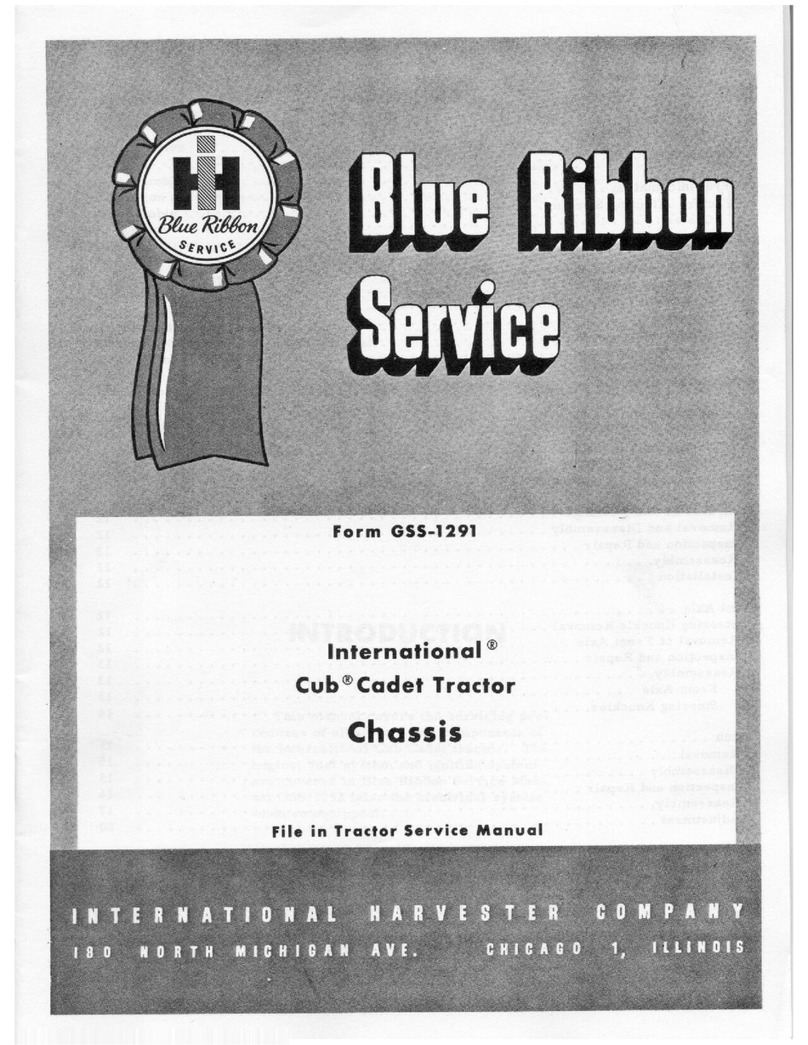 IH
Blue Ribbon
SERVICE
Blue Ribbon
Service
Form GSS-1291
INTRODUCTION
International ®
Cub® Cadet Tractor
Chassis
File in Tractor Service Manual
INTERNATIONAL HARVESTER COMPANY
180 NORTH MICHIGAN AVE. CHICAGO 1, ILLINOIS